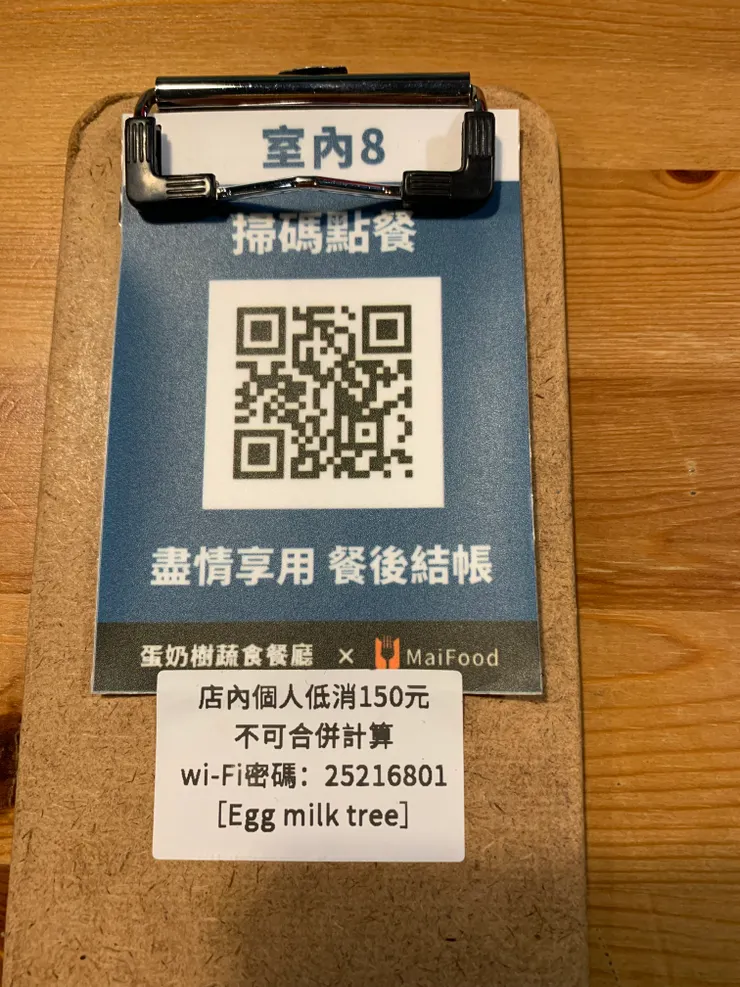 室內8
掃碼點餐
盡情享用 餐後結帳
蛋奶樹蔬食餐廳 × MaiFood
店內個人低消150元
不可合併計算
wi-Fi密碼：25216801
［Egg milk tree］